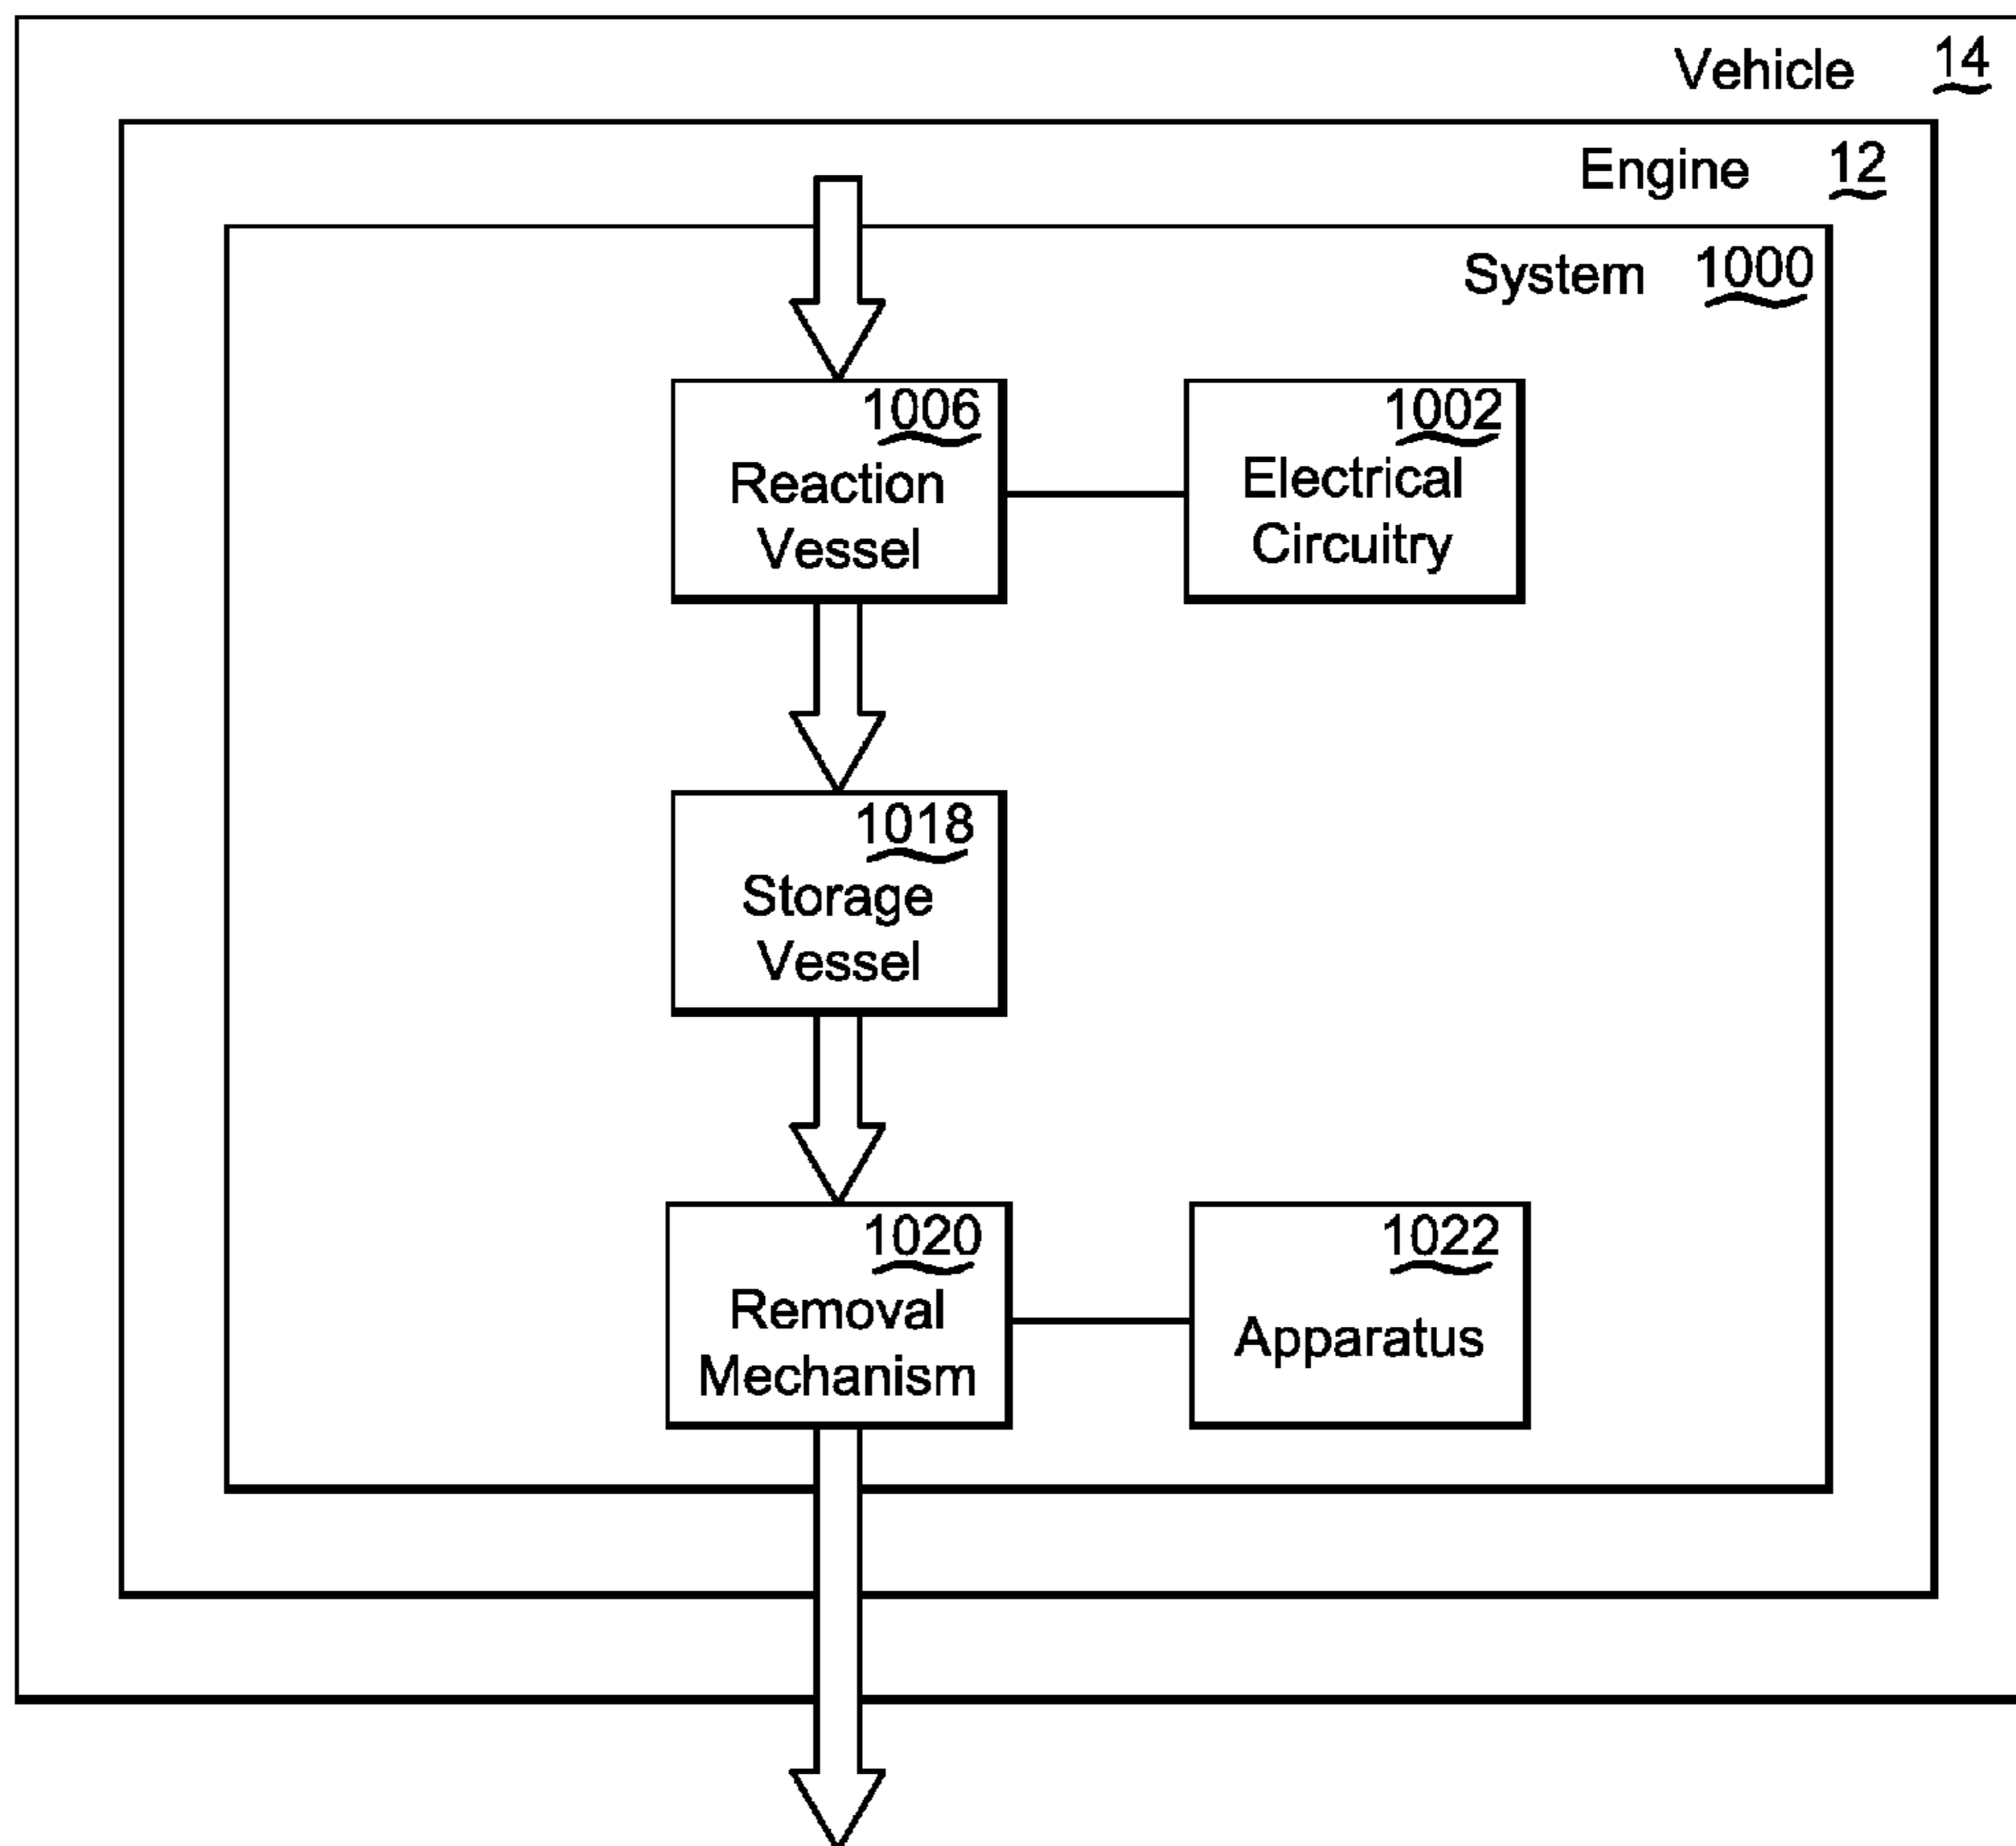 Vehicle 14
Engine 12
System 1000
1006
Reaction
Vessel
1002
Electrical
Circuitry
1018
Storage
Vessel
1020
Removal
Mechanism
1022
Apparatus